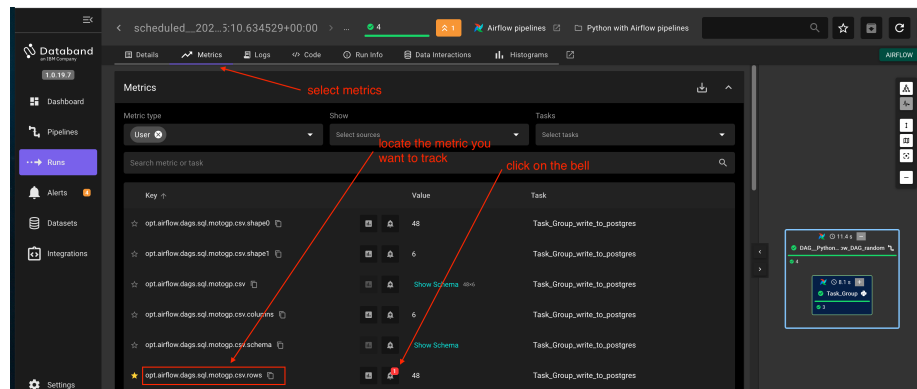 scheduled__202...5:10.634529+00:00 > ... 4 1 Airflow pipelines Python with Airflow pipelines
Databand
an IBM Company
1.0.19.7
Dashboard
Pipelines
Runs
Alerts
Datasets
Integrations
Settings
Details Metrics Logs </> Code Run Info Data Interactions Histograms
AIRFLOW
Metrics
select metrics
Metric type Show Tasks
User Select sources Select tasks
locate the metric you
want to track
click on the bell
Search metric or task
Key ↑ Value Task
opt.airflow.dags.sql.motogp.csv.shape0 48 Task_Group_write_to_postgres
opt.airflow.dags.sql.motogp.csv.shape1 6 Task_Group_write_to_postgres
opt.airflow.dags.sql.motogp.csv Show Schema 48×6 Task_Group_write_to_postgres
opt.airflow.dags.sql.motogp.csv.columns 6 Task_Group_write_to_postgres
opt.airflow.dags.sql.motogp.csv.schema Show Schema Task_Group_write_to_postgres
opt.airflow.dags.sql.motogp.csv.rows 1 48 Task_Group_write_to_postgres
11.4 s
DAG__Python... :w_DAG_random
4
8.1 s
Task_Group
3